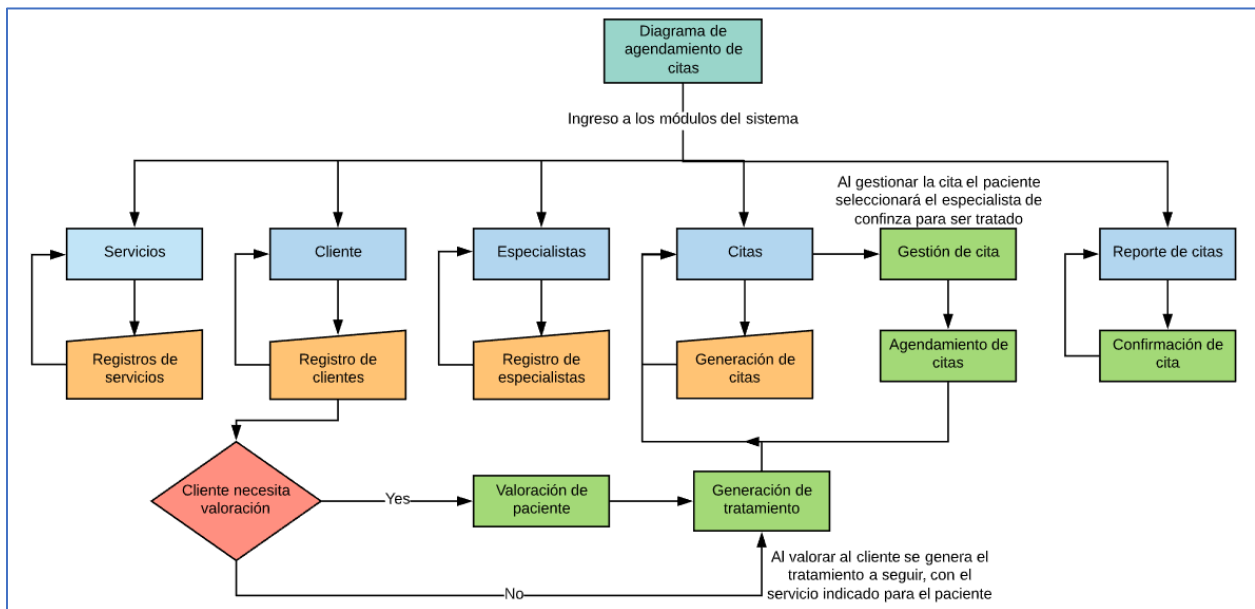 Diagrama de
agendamiento de
citas
Ingreso a los módulos del sistema
Al gestionar la cita el paciente
seleccionará el especialista de
confinza para ser tratado
Servicios
Cliente
Especialistas
Citas
Gestión de cita
Reporte de citas
Registros de
servicios
Registro de
clientes
Registro de
especialistas
Generación de
citas
Agendamiento de
citas
Confirmación de
cita
Cliente necesita
valoración
Yes
Valoración de
paciente
Generación de
tratamiento
No
Al valorar al cliente se genera el
tratamiento a seguir, con el
servicio indicado para el paciente